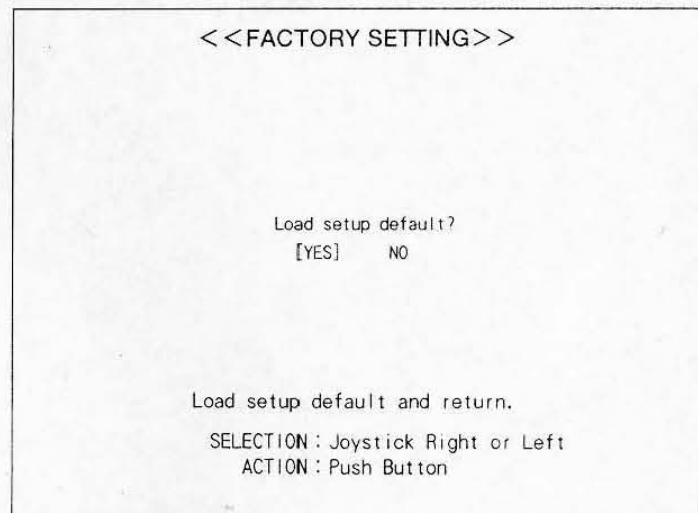 <<FACTORY SETTING>>
Load setup default?
[YES] NO
Load setup default and return.
SELECTION : Joystick Right or Left
ACTION : Push Button